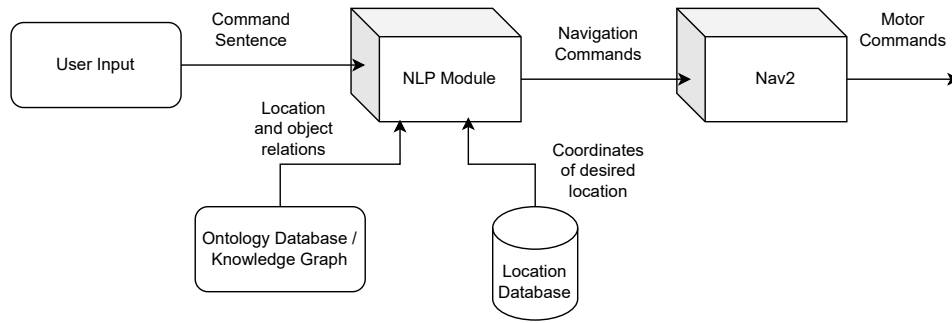 User Input
Command
Sentence
NLP Module
Navigation
Commands
Nav2
Motor
Commands
Location
and object
relations
Coordinates
of desired
location
Ontology Database /
Knowledge Graph
Location
Database